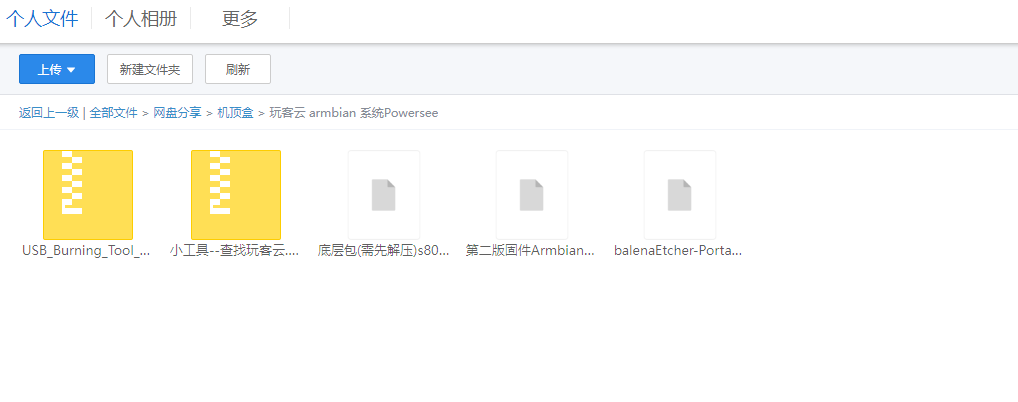 个人文件 个人相册 更多
上传 新建文件夹 刷新
返回上一级 | 全部文件 > 网盘分享 > 机顶盒 > 玩客云 armbian 系统Powersee
USB_Burning_Tool_... 小工具--查找玩客云.... 底层包(需先解压)s80... 第二版固件Armbian... balenaEtcher-Porta...